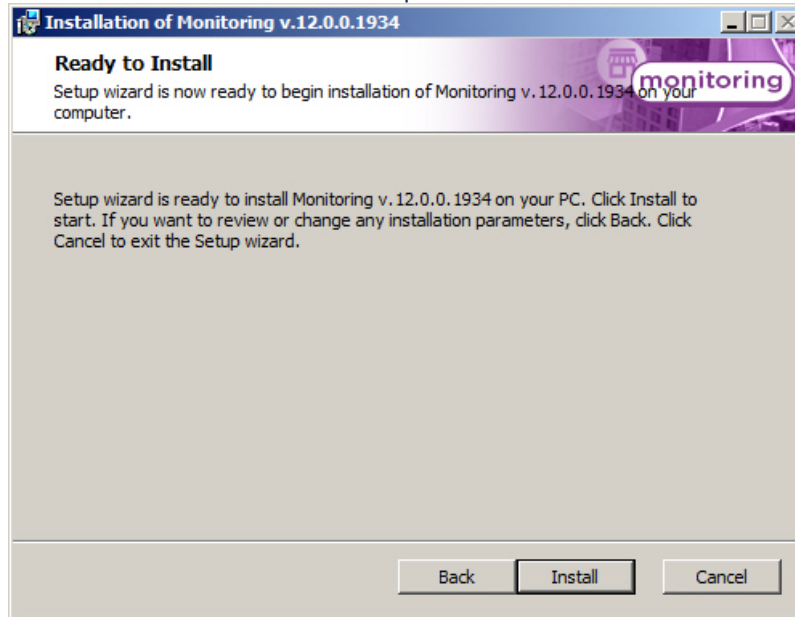 Installation of Monitoring v.12.0.0.1934
Ready to Install
Setup wizard is now ready to begin installation of Monitoring v.12.0.0.1934 on your
computer.
monitoring
Setup wizard is ready to install Monitoring v.12.0.0.1934 on your PC. Click Install to
start. If you want to review or change any installation parameters, click Back. Click
Cancel to exit the Setup wizard.
Back Install Cancel